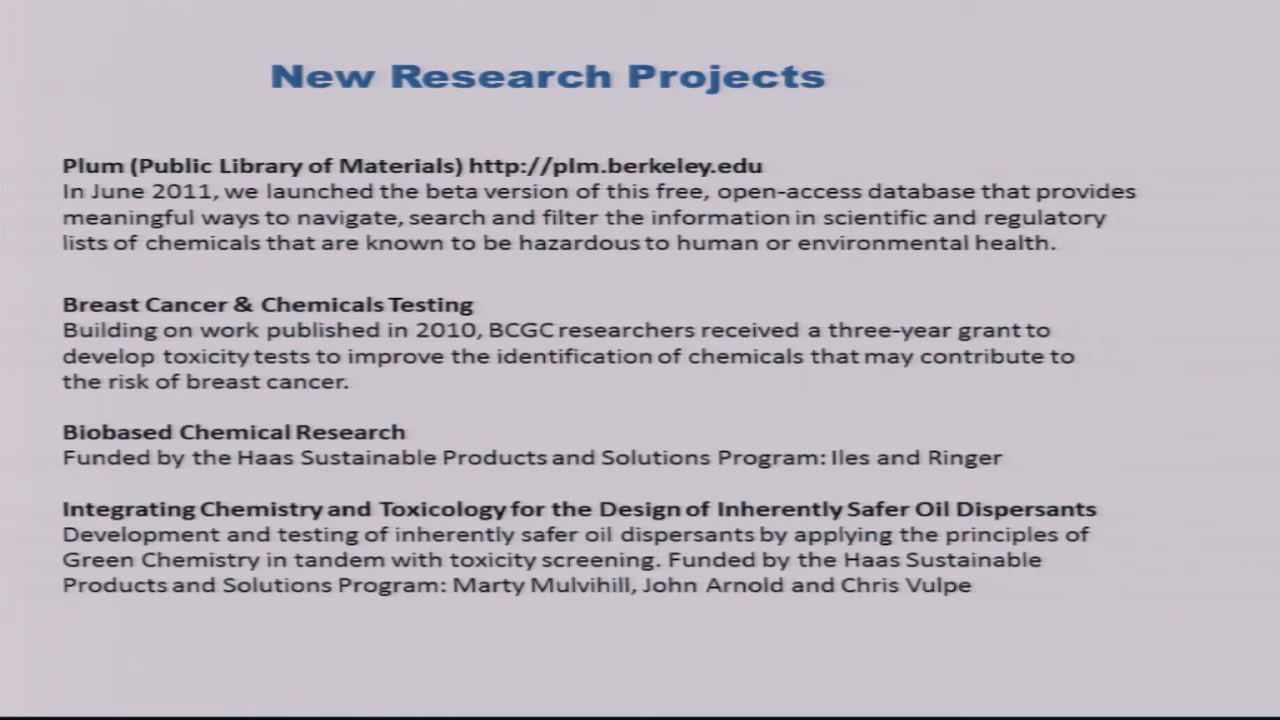 New Research Projects
Plum (Public Library of Materials) http://plm.berkeley.edu
In June 2011, we launched the beta version of this free, open-access database that provides
meaningful ways to navigate, search and filter the information in scientific and regulatory
lists of chemicals that are known to be hazardous to human or environmental health.
Breast Cancer & Chemicals Testing
Building on work published in 2010, BCGC researchers received a three-year grant to
develop toxicity tests to improve the identification of chemicals that may contribute to
the risk of breast cancer.
Biobased Chemical Research
Funded by the Haas Sustainable Products and Solutions Program: Iles and Ringer
Integrating Chemistry and Toxicology for the Design of Inherently Safer Oil Dispersants
Development and testing of inherently safer oil dispersants by applying the principles of
Green Chemistry in tandem with toxicity screening. Funded by the Haas Sustainable
Products and Solutions Program: Marty Mulvihill, John Arnold and Chris Vulpe